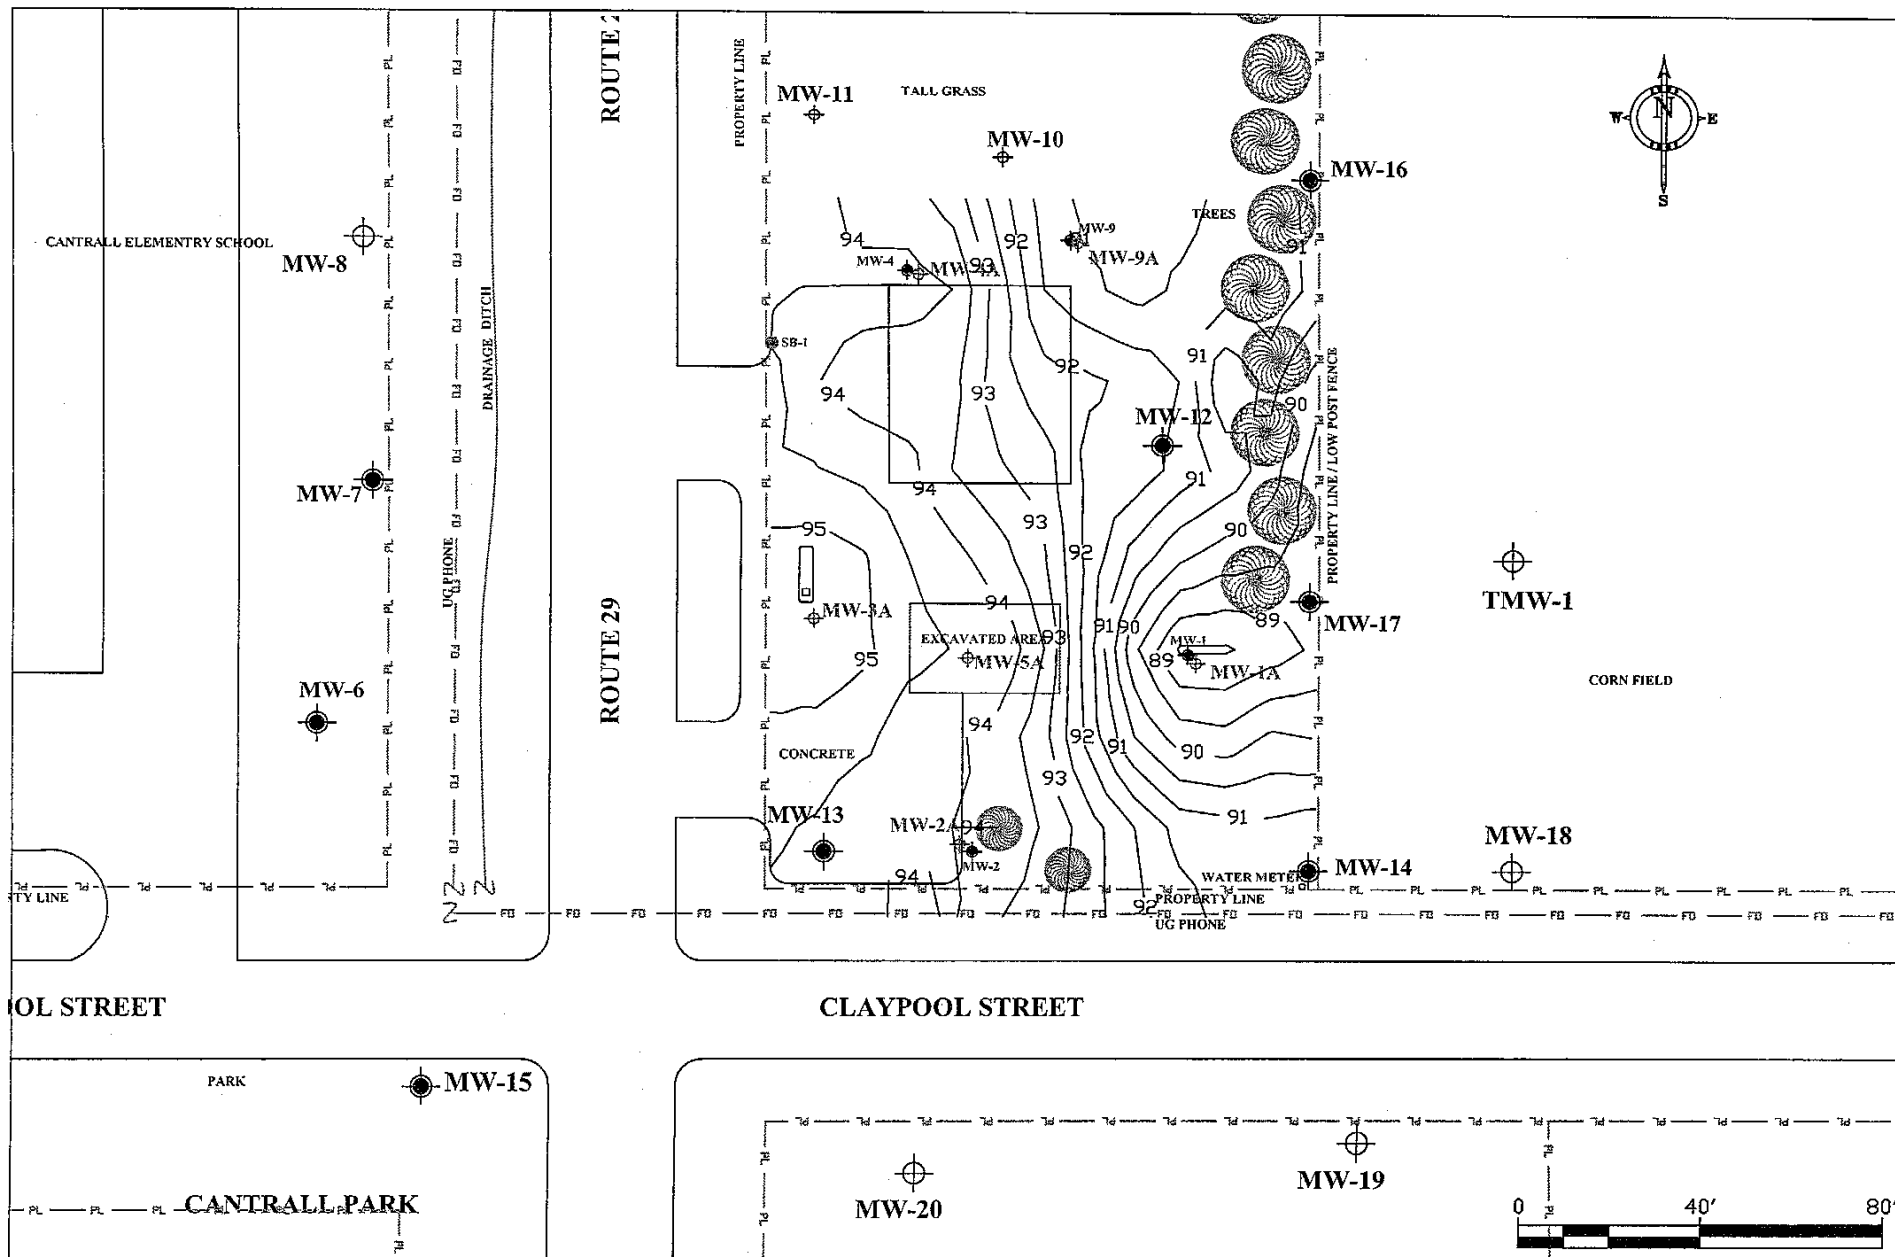 ROUTE 2
PROPERTY LINE
MW-11
TALL GRASS
MW-10
MW-16
N
W
E
S
TREES
CANTRALL ELEMENTRY SCHOOL
MW-8
94
MW-4
MW-4A
93
92
MW-9
91
MW-9A
91
DRAINAGE DITCH
SB-1
94
93
92
91
90
PROPERTY LINE / LOW POST FENCE
MW-12
MW-7
94
93
92
91
90
95
UG PHONE
MW-3A
94
EXCAVATED AREA
93
91
90
89
MW-1
MW-1A
89
MW-17
TMW-1
95
MW-5A
CORN FIELD
ROUTE 29
MW-6
94
92
91
90
CONCRETE
93
91
MW-13
MW-2A
94
MW-2
94
WATER METER
MW-14
MW-18
92
PROPERTY LINE
UG PHONE
TY LINE
OL STREET
CLAYPOOL STREET
PARK
MW-15
CANTRALL PARK
MW-20
MW-19
0 40' 80'
PL
FO